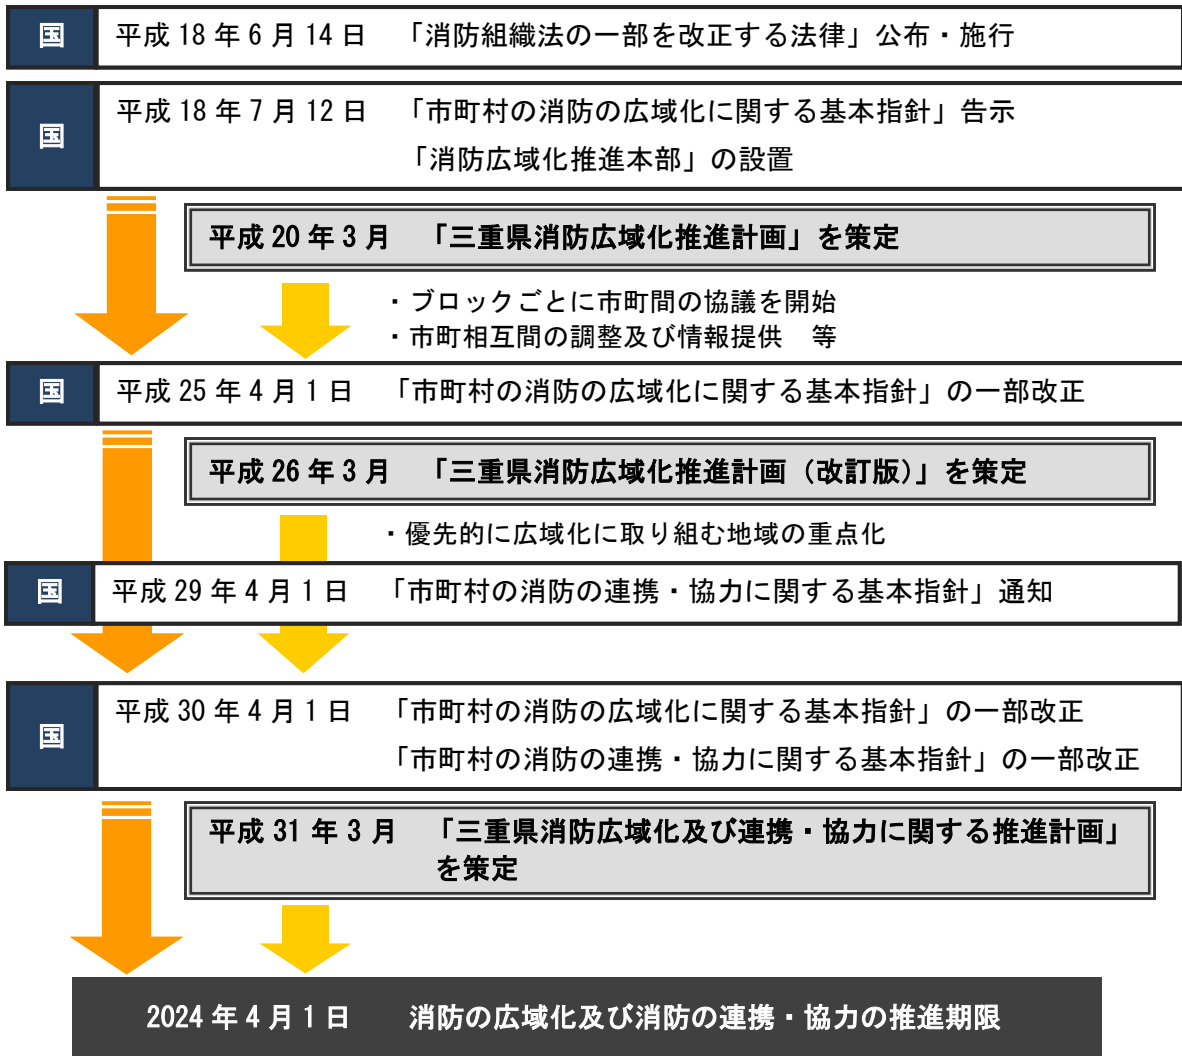 国 平成 18 年 6 月 14 日 「消防組織法の一部を改正する法律」公布・施行
国 平成 18 年 7 月 12 日 「市町村の消防の広域化に関する基本指針」告示
「消防広域化推進本部」の設置
平成 20 年 3 月 「三重県消防広域化推進計画」を策定
・ブロックごとに市町間の協議を開始
・市町相互間の調整及び情報提供 等
国 平成 25 年 4 月 1 日 「市町村の消防の広域化に関する基本指針」の一部改正
平成 26 年 3 月 「三重県消防広域化推進計画（改訂版）」を策定
・優先的に広域化に取り組む地域の重点化
国 平成 29 年 4 月 1 日 「市町村の消防の連携・協力に関する基本指針」通知
国 平成 30 年 4 月 1 日 「市町村の消防の広域化に関する基本指針」の一部改正
「市町村の消防の連携・協力に関する基本指針」の一部改正
平成 31 年 3 月 「三重県消防広域化及び連携・協力に関する推進計画」
を策定
2024 年 4 月 1 日 消防の広域化及び消防の連携・協力の推進期限